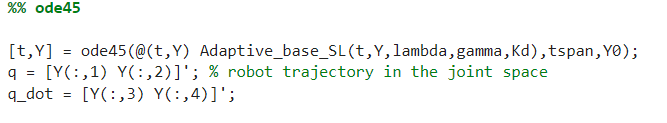 %% ode45
[t,Y] = ode45(@(t,Y) Adaptive_base_SL(t,Y,lambda,gamma,Kd),tspan,Y0);
q = [Y(:,1) Y(:,2)]'; % robot trajectory in the joint space
q_dot = [Y(:,3) Y(:,4)]';